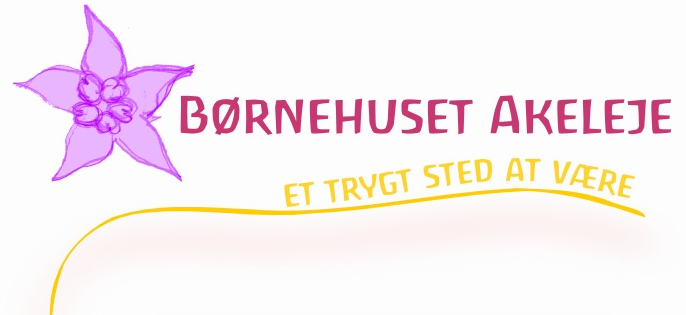 BØRNEHUSET AKELEJE
ET TRYGT STED AT VÆRE